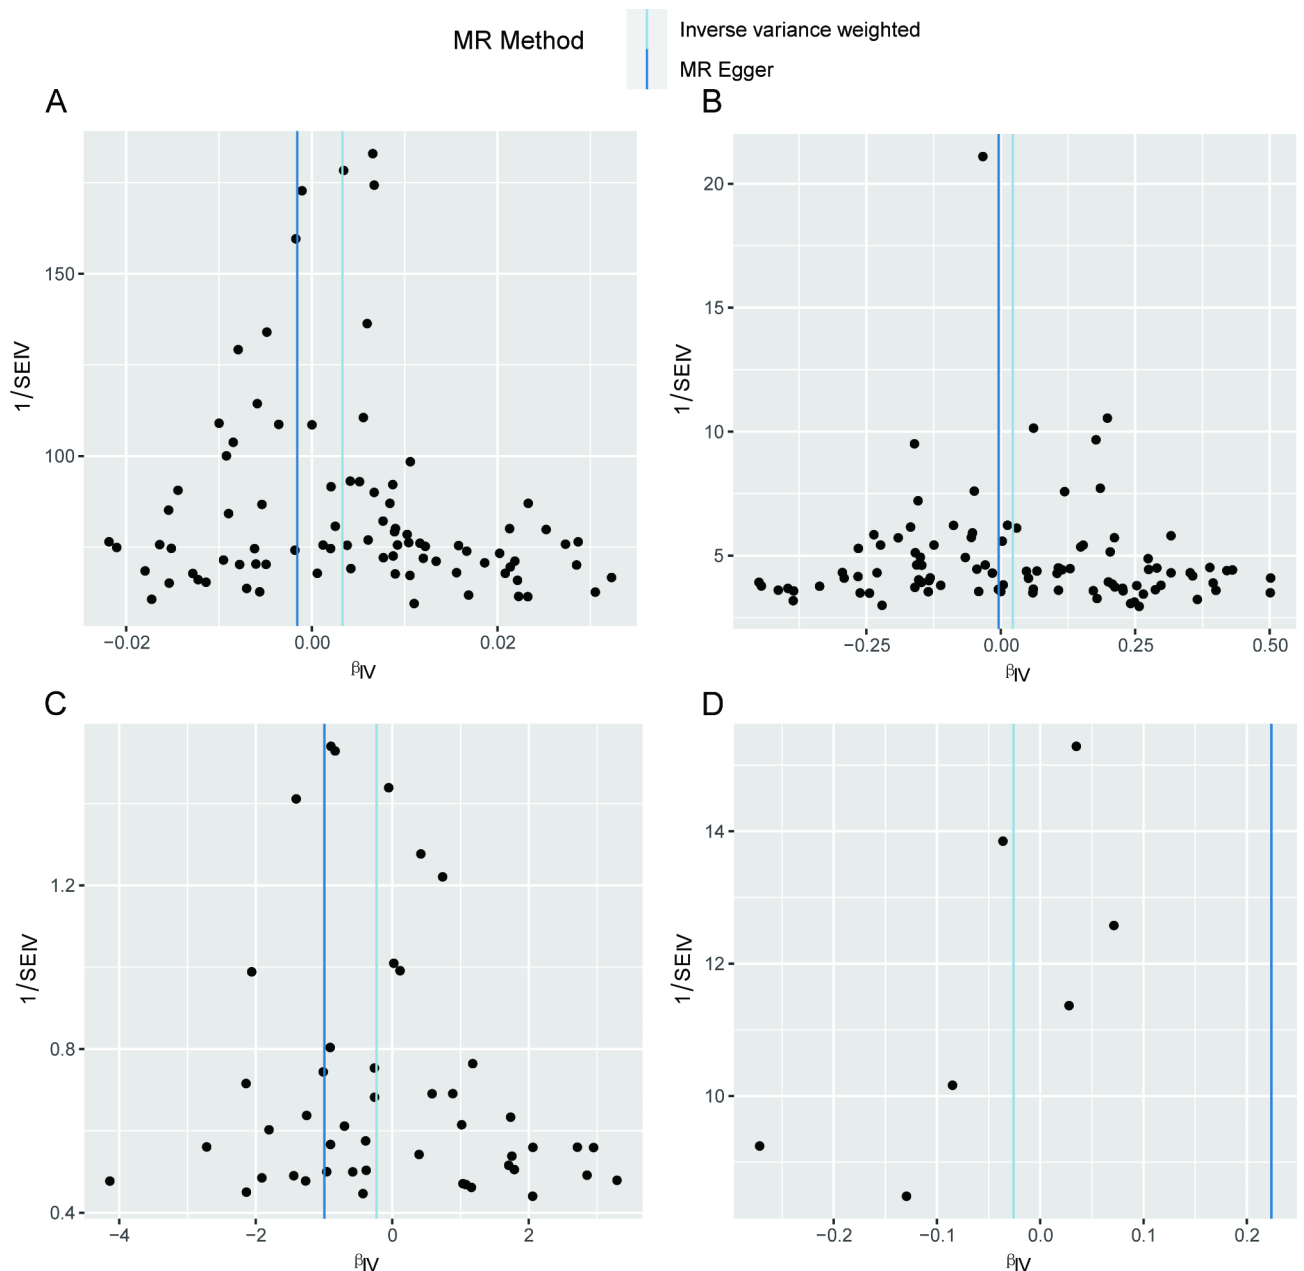 MR Method
Inverse variance weighted
MR Egger
A
150
100
1/SEIV
−0.02
0.00
0.02
βIV
B
20
15
10
5
1/SEIV
−0.25
0.00
0.25
0.50
βIV
C
1.2
0.8
0.4
1/SEIV
−4
−2
0
2
βIV
D
14
12
10
1/SEIV
−0.2
−0.1
0.0
0.1
0.2
βIV